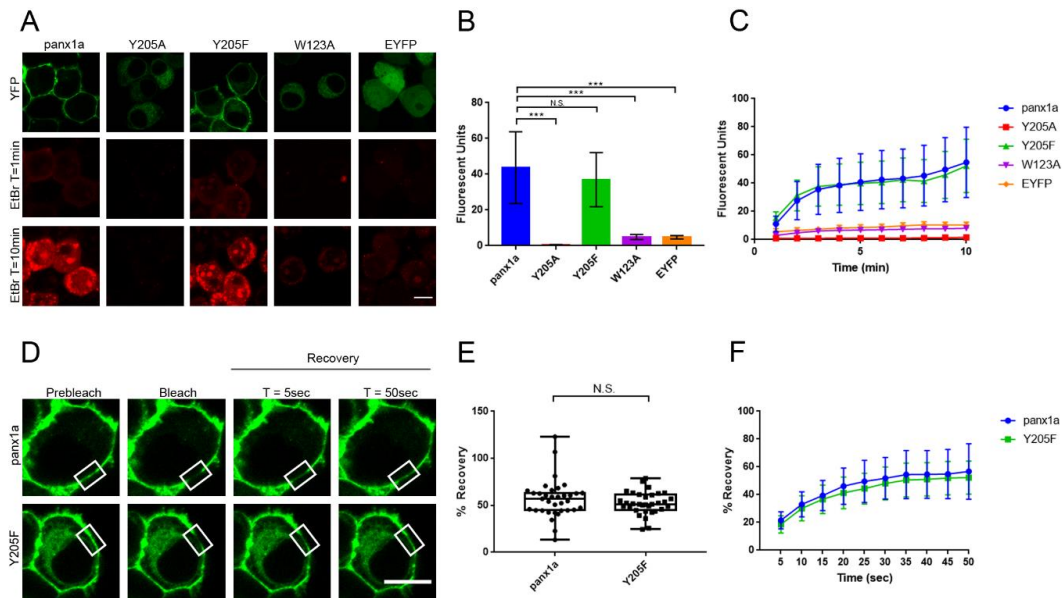 A
panx1a Y205A Y205F W123A EYFP
YFP
EtBr T=1min
EtBr T=10min
B
***
***
N.S.
***
Fluorescent Units
80
60
40
20
0
panx1a Y205A Y205F W123A EYFP
C
Fluorescent Units
100
80
60
40
20
0
0 5 10
Time (min)
panx1a
Y205A
Y205F
W123A
EYFP
D
Recovery
Prebleach Bleach T = 5sec T = 50sec
panx1a
Y205F
E
N.S.
% Recovery
150
100
50
0
panx1a Y205F
F
% Recovery
100
80
60
40
20
0
5 10 15 20 25 30 35 40 45 50
Time (sec)
panx1a
Y205F